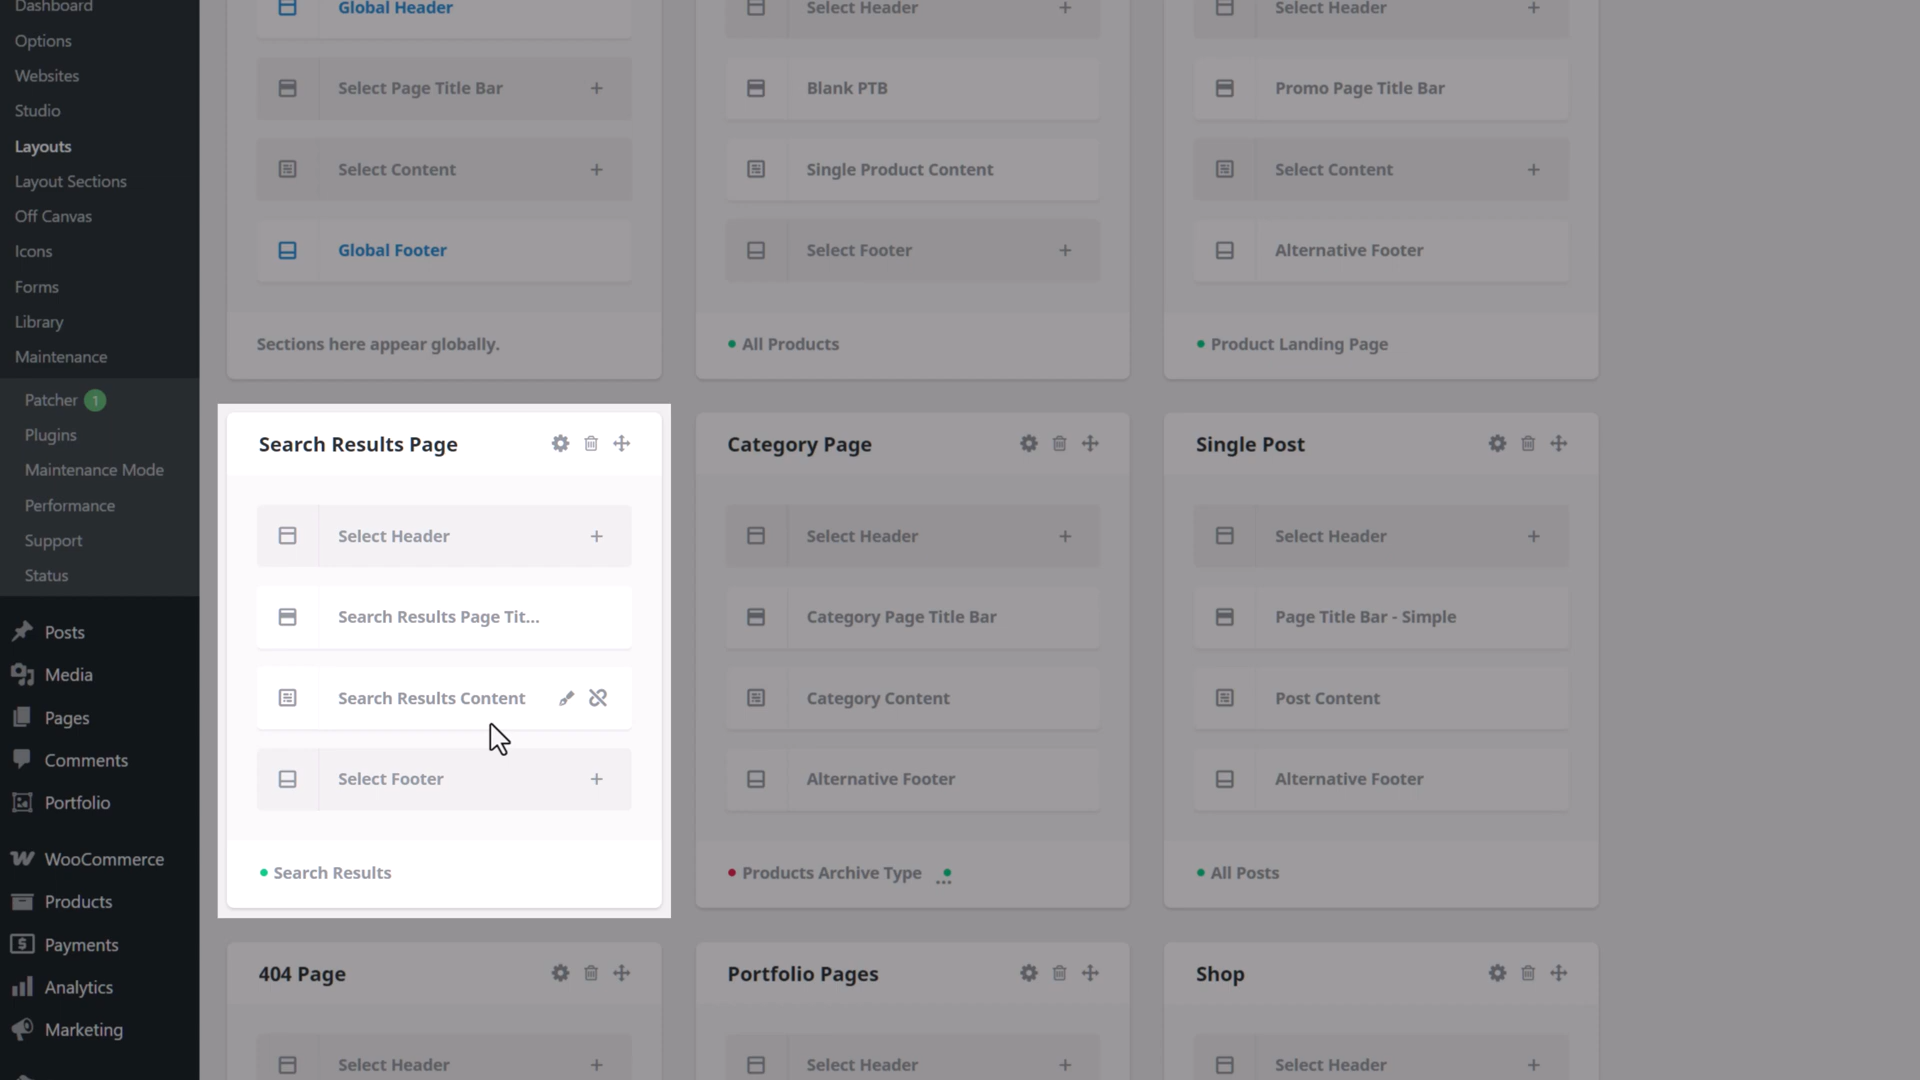 Dashboard
Options
Websites
Studio
Layouts
Layout Sections
Off Canvas
Icons
Forms
Library
Maintenance
Patcher 1
Plugins
Maintenance Mode
Performance
Support
Status
Posts
Media
Pages
Comments
Portfolio
WooCommerce
Products
Payments
Analytics
Marketing
Global Header
Select Page Title Bar
Select Content
Global Footer
Sections here appear globally.
Select Header
Blank PTB
Single Product Content
Select Footer
All Products
Select Header
Promo Page Title Bar
Select Content
Alternative Footer
Product Landing Page
Search Results Page
Select Header
Search Results Page Tit...
Search Results Content
Select Footer
Search Results
Category Page
Select Header
Category Page Title Bar
Category Content
Alternative Footer
Products Archive Type
Single Post
Select Header
Page Title Bar - Simple
Post Content
Alternative Footer
All Posts
404 Page
Select Header
Portfolio Pages
Select Header
Shop
Select Header